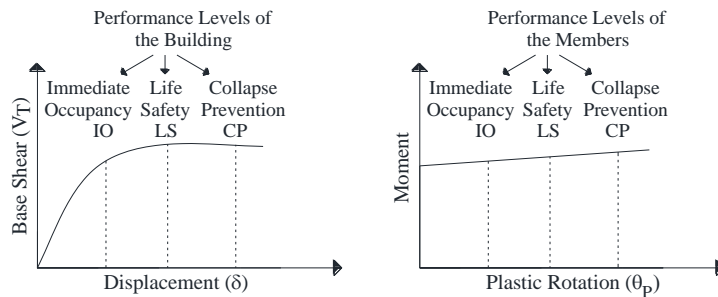 Performance Levels of
the Building
Immediate
Occupancy
IO
Life
Safety
LS
Collapse
Prevention
CP
Base Shear (V_T)
Displacement (δ)
Performance Levels of
the Members
Immediate
Occupancy
IO
Life
Safety
LS
Collapse
Prevention
CP
Moment
Plastic Rotation (θ_P)